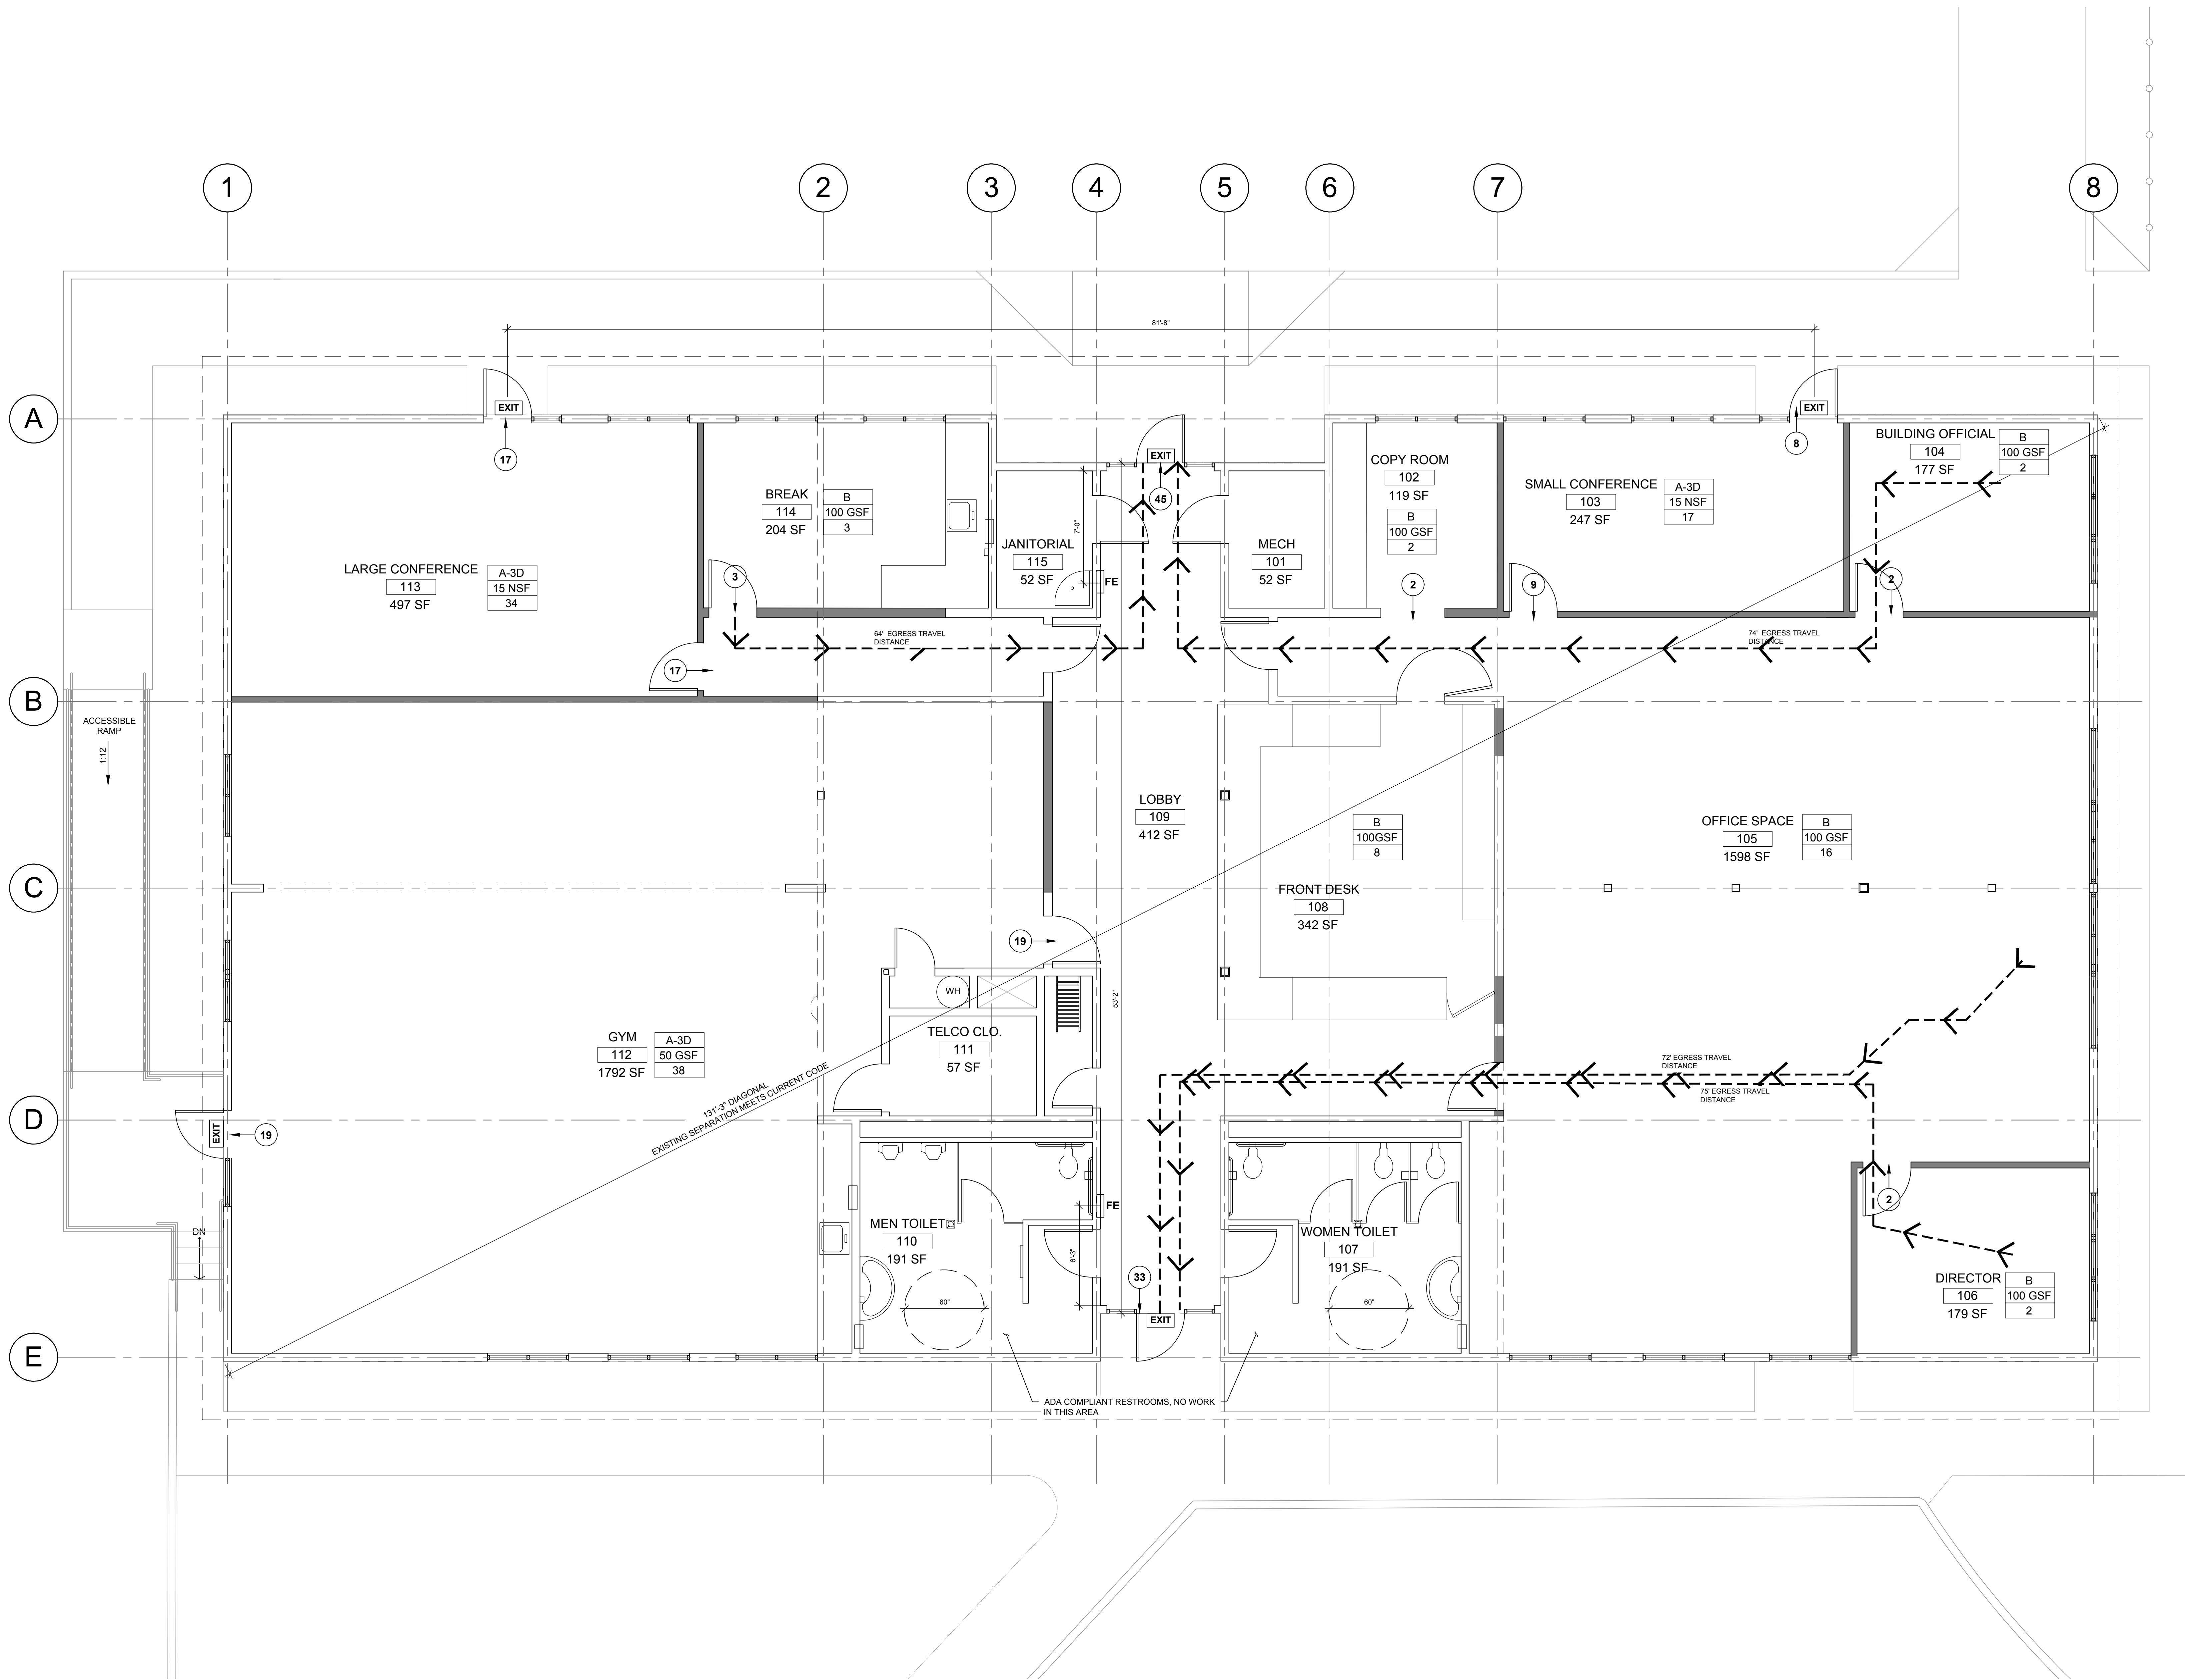 1
2
3
4
5
6
7
8
81'-8"
A
EXIT
EXIT
17
8
EXIT
45
BUILDING OFFICIAL
104
177 SF
B
100 GSF
2
COPY ROOM
102
119 SF
B
100 GSF
2
SMALL CONFERENCE
103
247 SF
A-3D
15 NSF
17
BREAK
114
204 SF
B
100 GSF
3
JANITORIAL
115
52 SF
7'-0"
FE
MECH
101
52 SF
LARGE CONFERENCE
113
497 SF
A-3D
15 NSF
34
3
2
9
2
64' EGRESS TRAVEL
DISTANCE
74' EGRESS TRAVEL
DISTANCE
17
B
ACCESSIBLE
RAMP
1:12
LOBBY
109
412 SF
B
100GSF
8
OFFICE SPACE
105
1598 SF
B
100 GSF
16
C
FRONT DESK
108
342 SF
19
WH
53'-2"
GYM
112
1792 SF
A-3D
50 GSF
38
TELCO CLO.
111
57 SF
131'-3" DIAGONAL
EXISTING SEPARATION MEETS CURRENT CODE
72' EGRESS TRAVEL
DISTANCE
75' EGRESS TRAVEL
DISTANCE
D
EXIT
19
2
FE
DN
MEN TOILET
110
191 SF
6'-3"
WOMEN TOILET
107
191 SF
33
60"
60"
EXIT
DIRECTOR
106
179 SF
B
100 GSF
2
E
ADA COMPLIANT RESTROOMS, NO WORK
IN THIS AREA